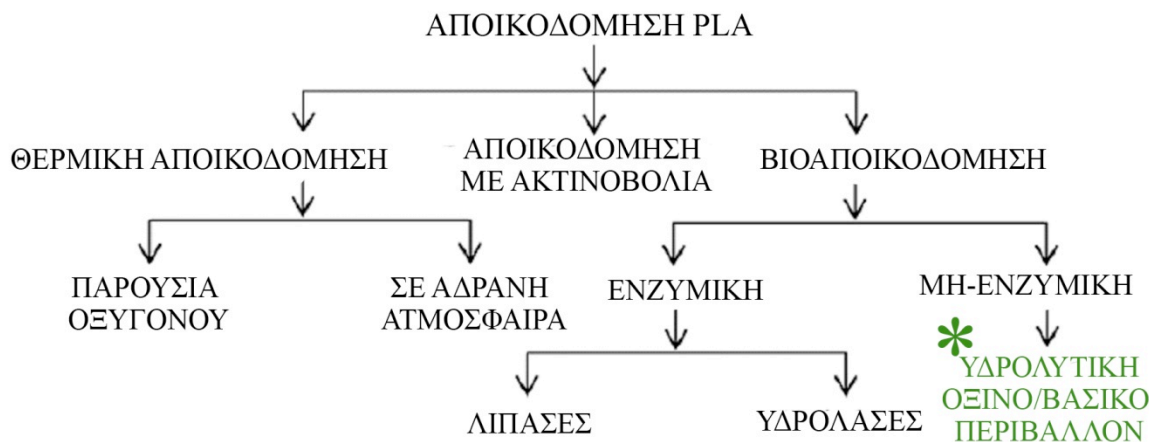 ΑΠΟΙΚΟΔΟΜΗΣΗ PLA
ΘΕΡΜΙΚΗ ΑΠΟΙΚΟΔΟΜΗΣΗ
ΑΠΟΙΚΟΔΟΜΗΣΗ
ΜΕ ΑΚΤΙΝΟΒΟΛΙΑ
ΒΙΟΑΠΟΙΚΟΔΟΜΗΣΗ
ΠΑΡΟΥΣΙΑ
ΟΞΥΓΟΝΟΥ
ΣΕ ΑΔΡΑΝΗ
ΑΤΜΟΣΦΑΙΡΑ
ΕΝΖΥΜΙΚΗ
ΜΗ-ΕΝΖΥΜΙΚΗ
ΛΙΠΑΣΕΣ
ΥΔΡΟΛΑΣΕΣ
*
ΥΔΡΟΛΥΤΙΚΗ
ΟΞΙΝΟ/ΒΑΣΙΚΟ
ΠΕΡΙΒΑΛΛΟΝ